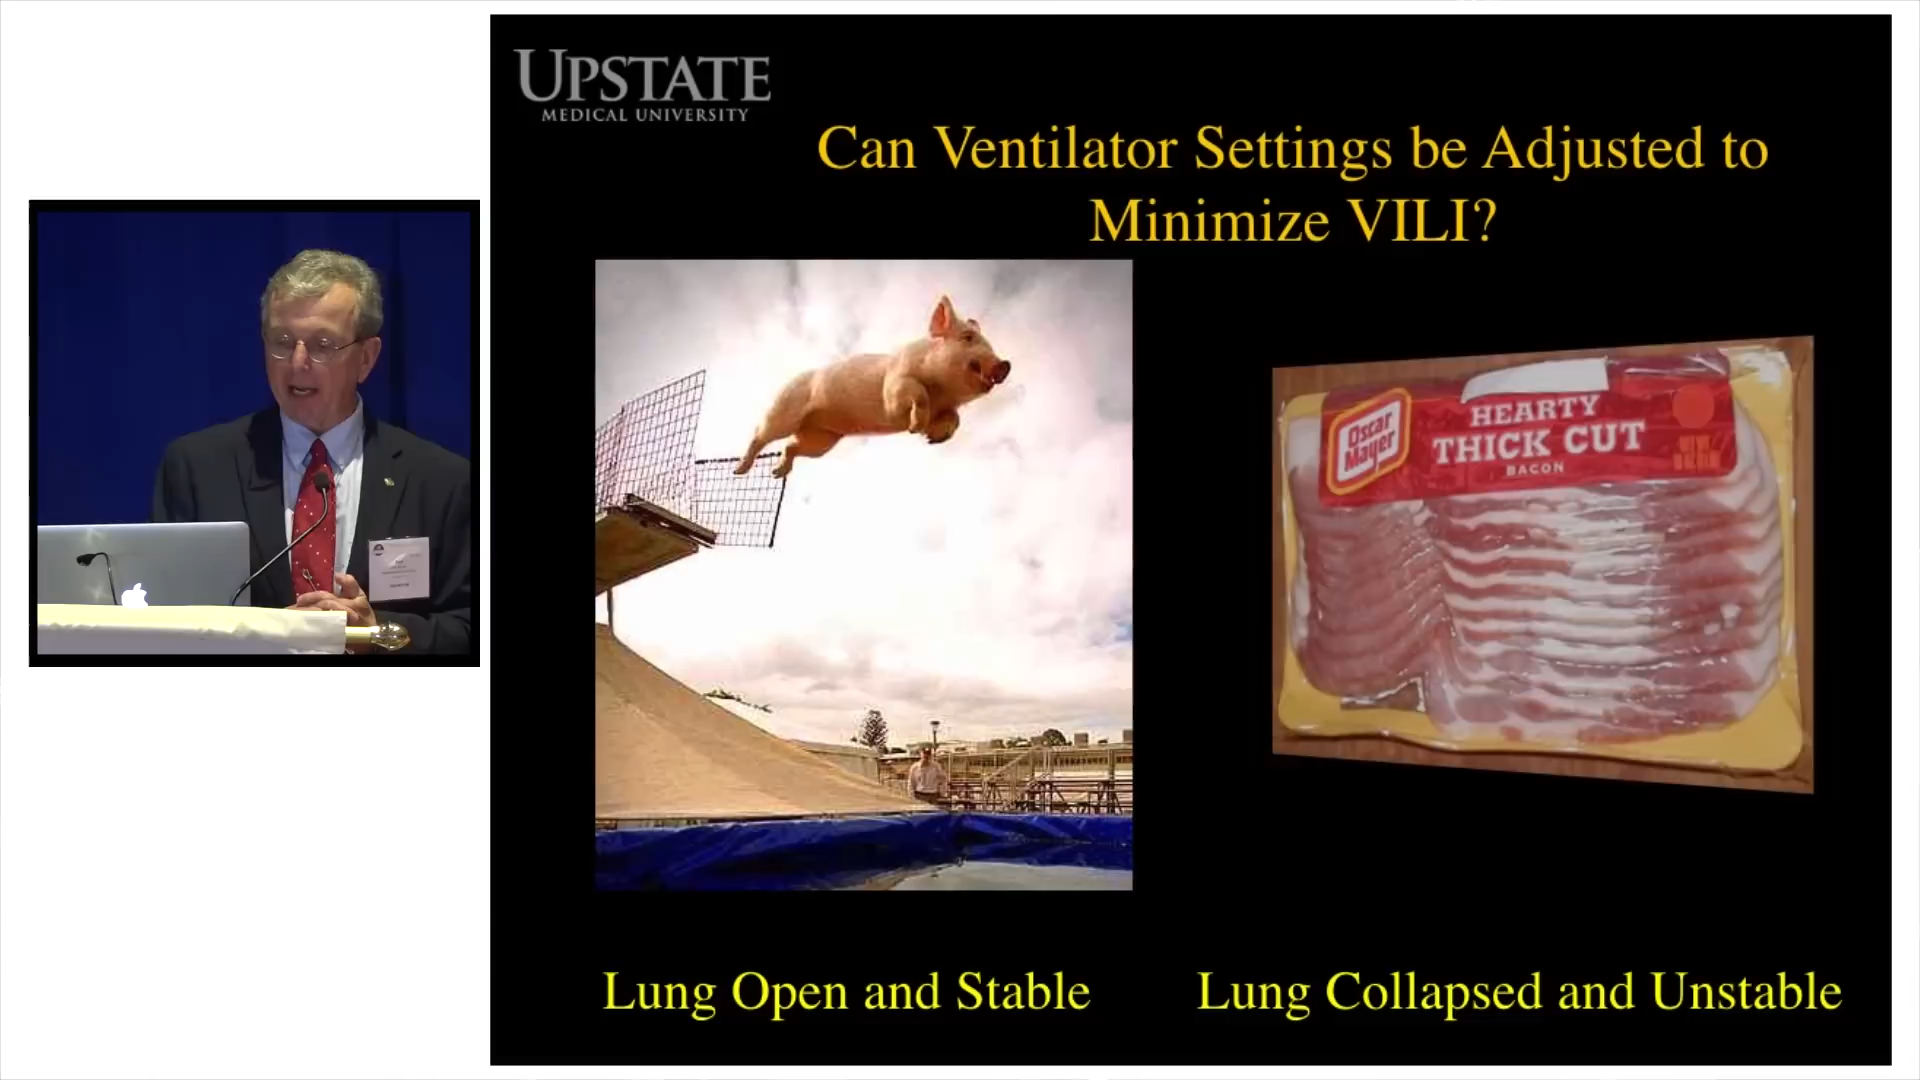 UPSTATE
MEDICAL UNIVERSITY
Can Ventilator Settings be Adjusted to
Minimize VILI?
Oscar
Mayer
HEARTY
THICK CUT
BACON
Lung Open and Stable
Lung Collapsed and Unstable